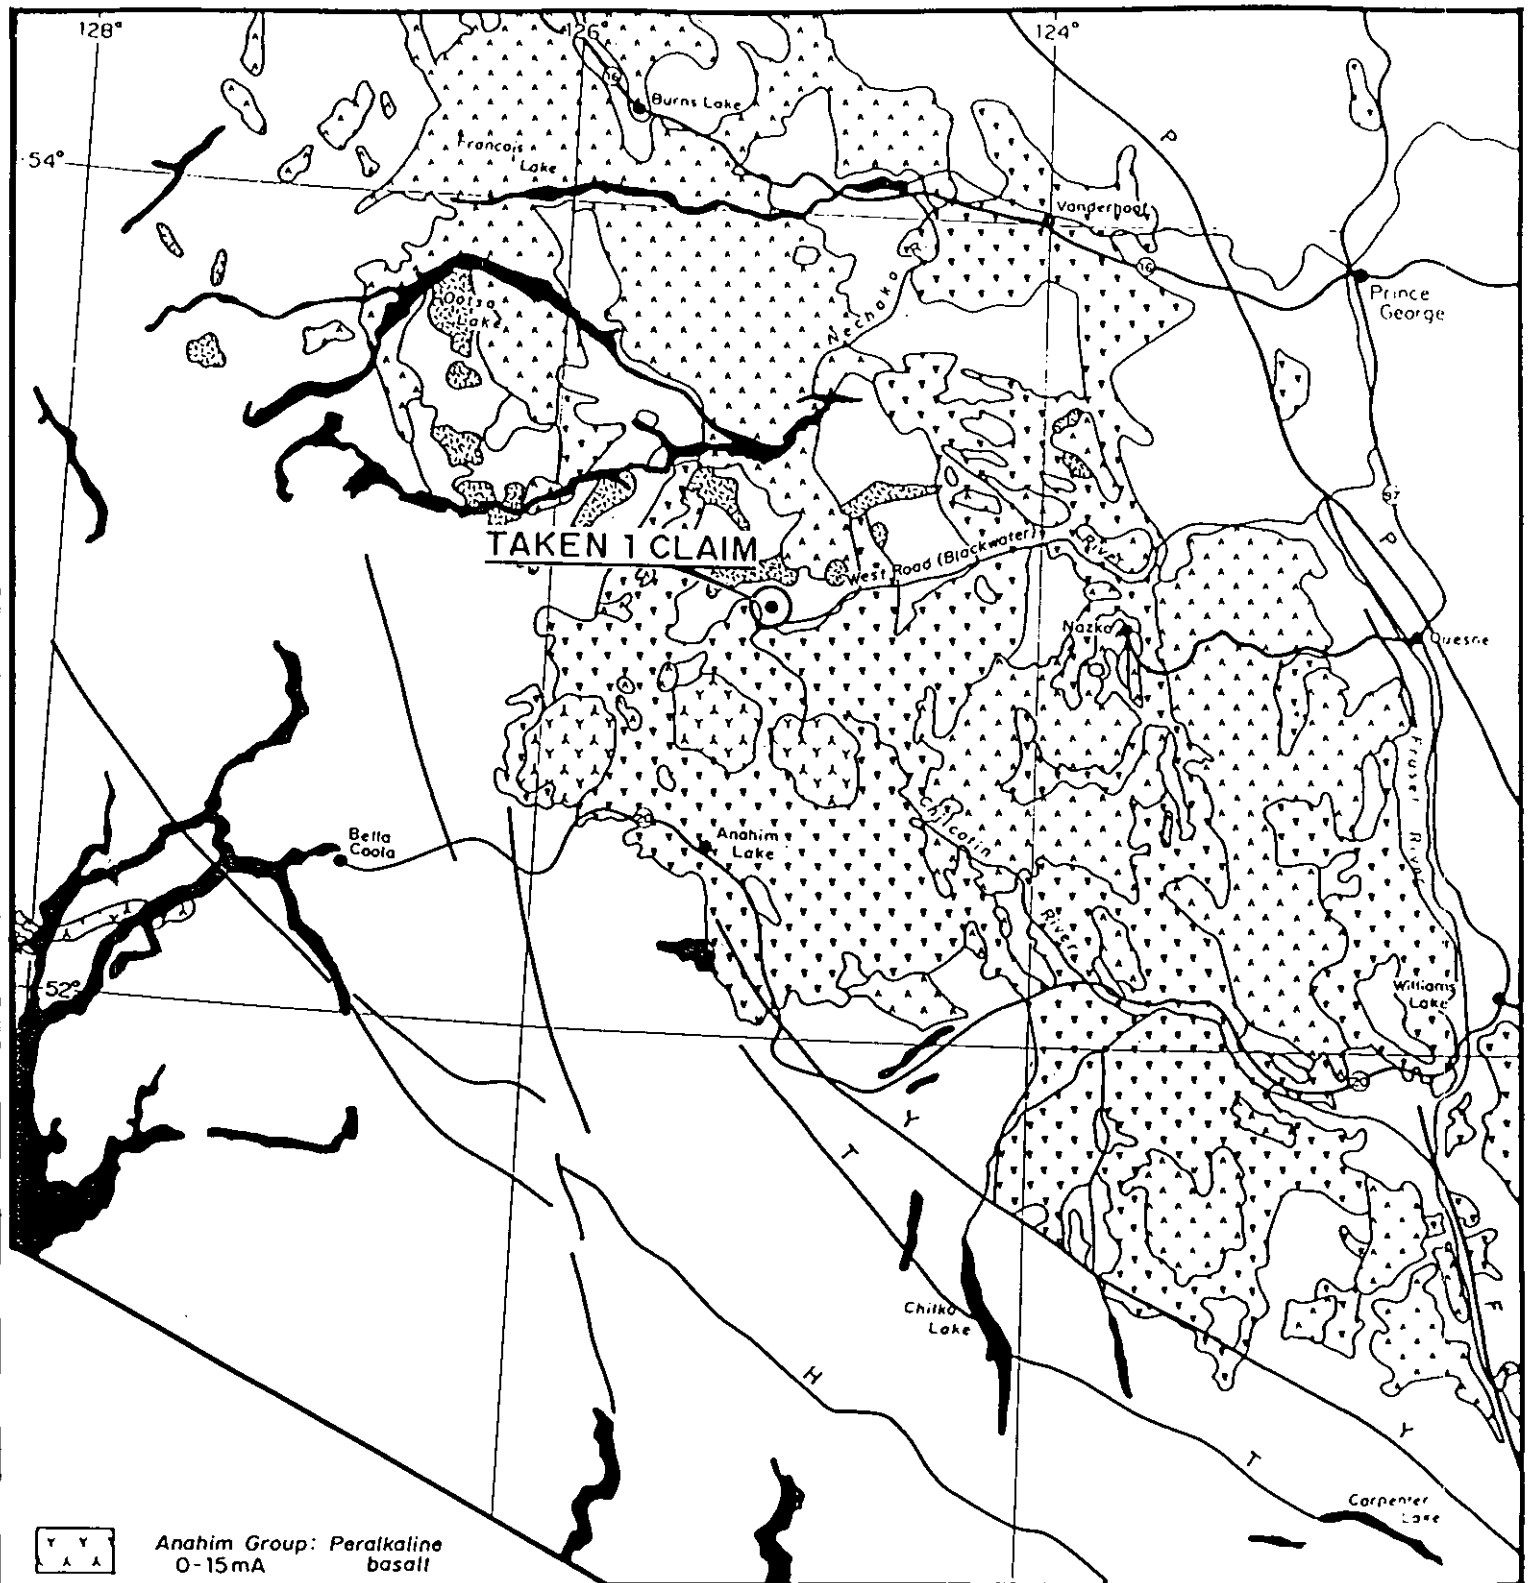 128°
126°
124°
16
Burns Lake
P
54°
Francois
Lake
Vanderhoof
R
16
Nechako
Prince
George
Ootsa
Lake
97
P
TAKEN 1 CLAIM
West Road (Blackwater)
River
Nazko
Fraser River
Chilcotin
River
20
Bella
Coola
Anahim
Lake
52°
Williams
Lake
20
Y
T
F
Chilko
Lake
H
Y
T
Carpenter
Lake
Anahim Group: Peralkaline
0-15mA basalt